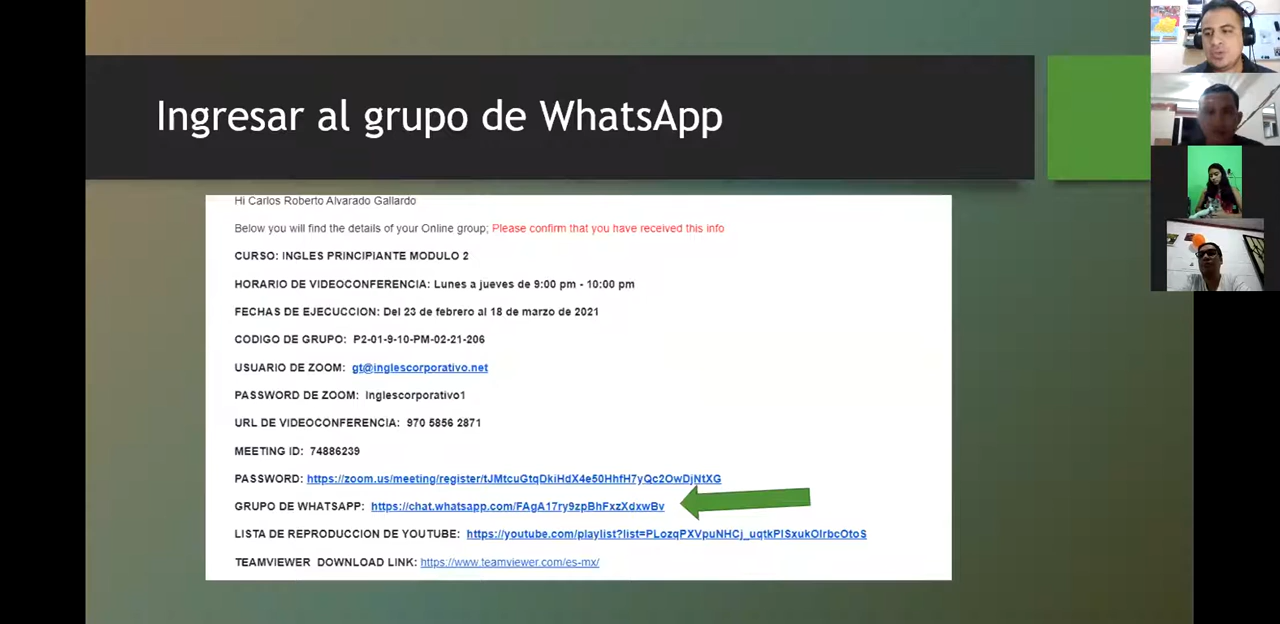 Ingresar al grupo de WhatsApp
Hi Carlos Roberto Alvarado Gallardo
Below you will find the details of your Online group; Please confirm that you have received this info
CURSO: INGLES PRINCIPIANTE MODULO 2
HORARIO DE VIDEOCONFERENCIA: Lunes a jueves de 9:00 pm - 10:00 pm
FECHAS DE EJECUCCION: Del 23 de febrero al 18 de marzo de 2021
CODIGO DE GRUPO: P2-01-9-10-PM-02-21-206
USUARIO DE ZOOM: gt@inglescorporativo.net
PASSWORD DE ZOOM: Inglescorporativo1
URL DE VIDEOCONFERENCIA: 970 5856 2871
MEETING ID: 74886239
PASSWORD: https://zoom.us/meeting/register/tJMtcuGtqDkiHdX4e50HhfH7yQc2OwDjNtXG
GRUPO DE WHATSAPP: https://chat.whatsapp.com/FAgA17ry9zpBhFxzXdxwBv
LISTA DE REPRODUCCION DE YOUTUBE: https://youtube.com/playlist?list=PLozqPXVpuNHCj_uqtkPISxukOIrbcOtoS
TEAMVIEWER DOWNLOAD LINK: https://www.teamviewer.com/es-mx/